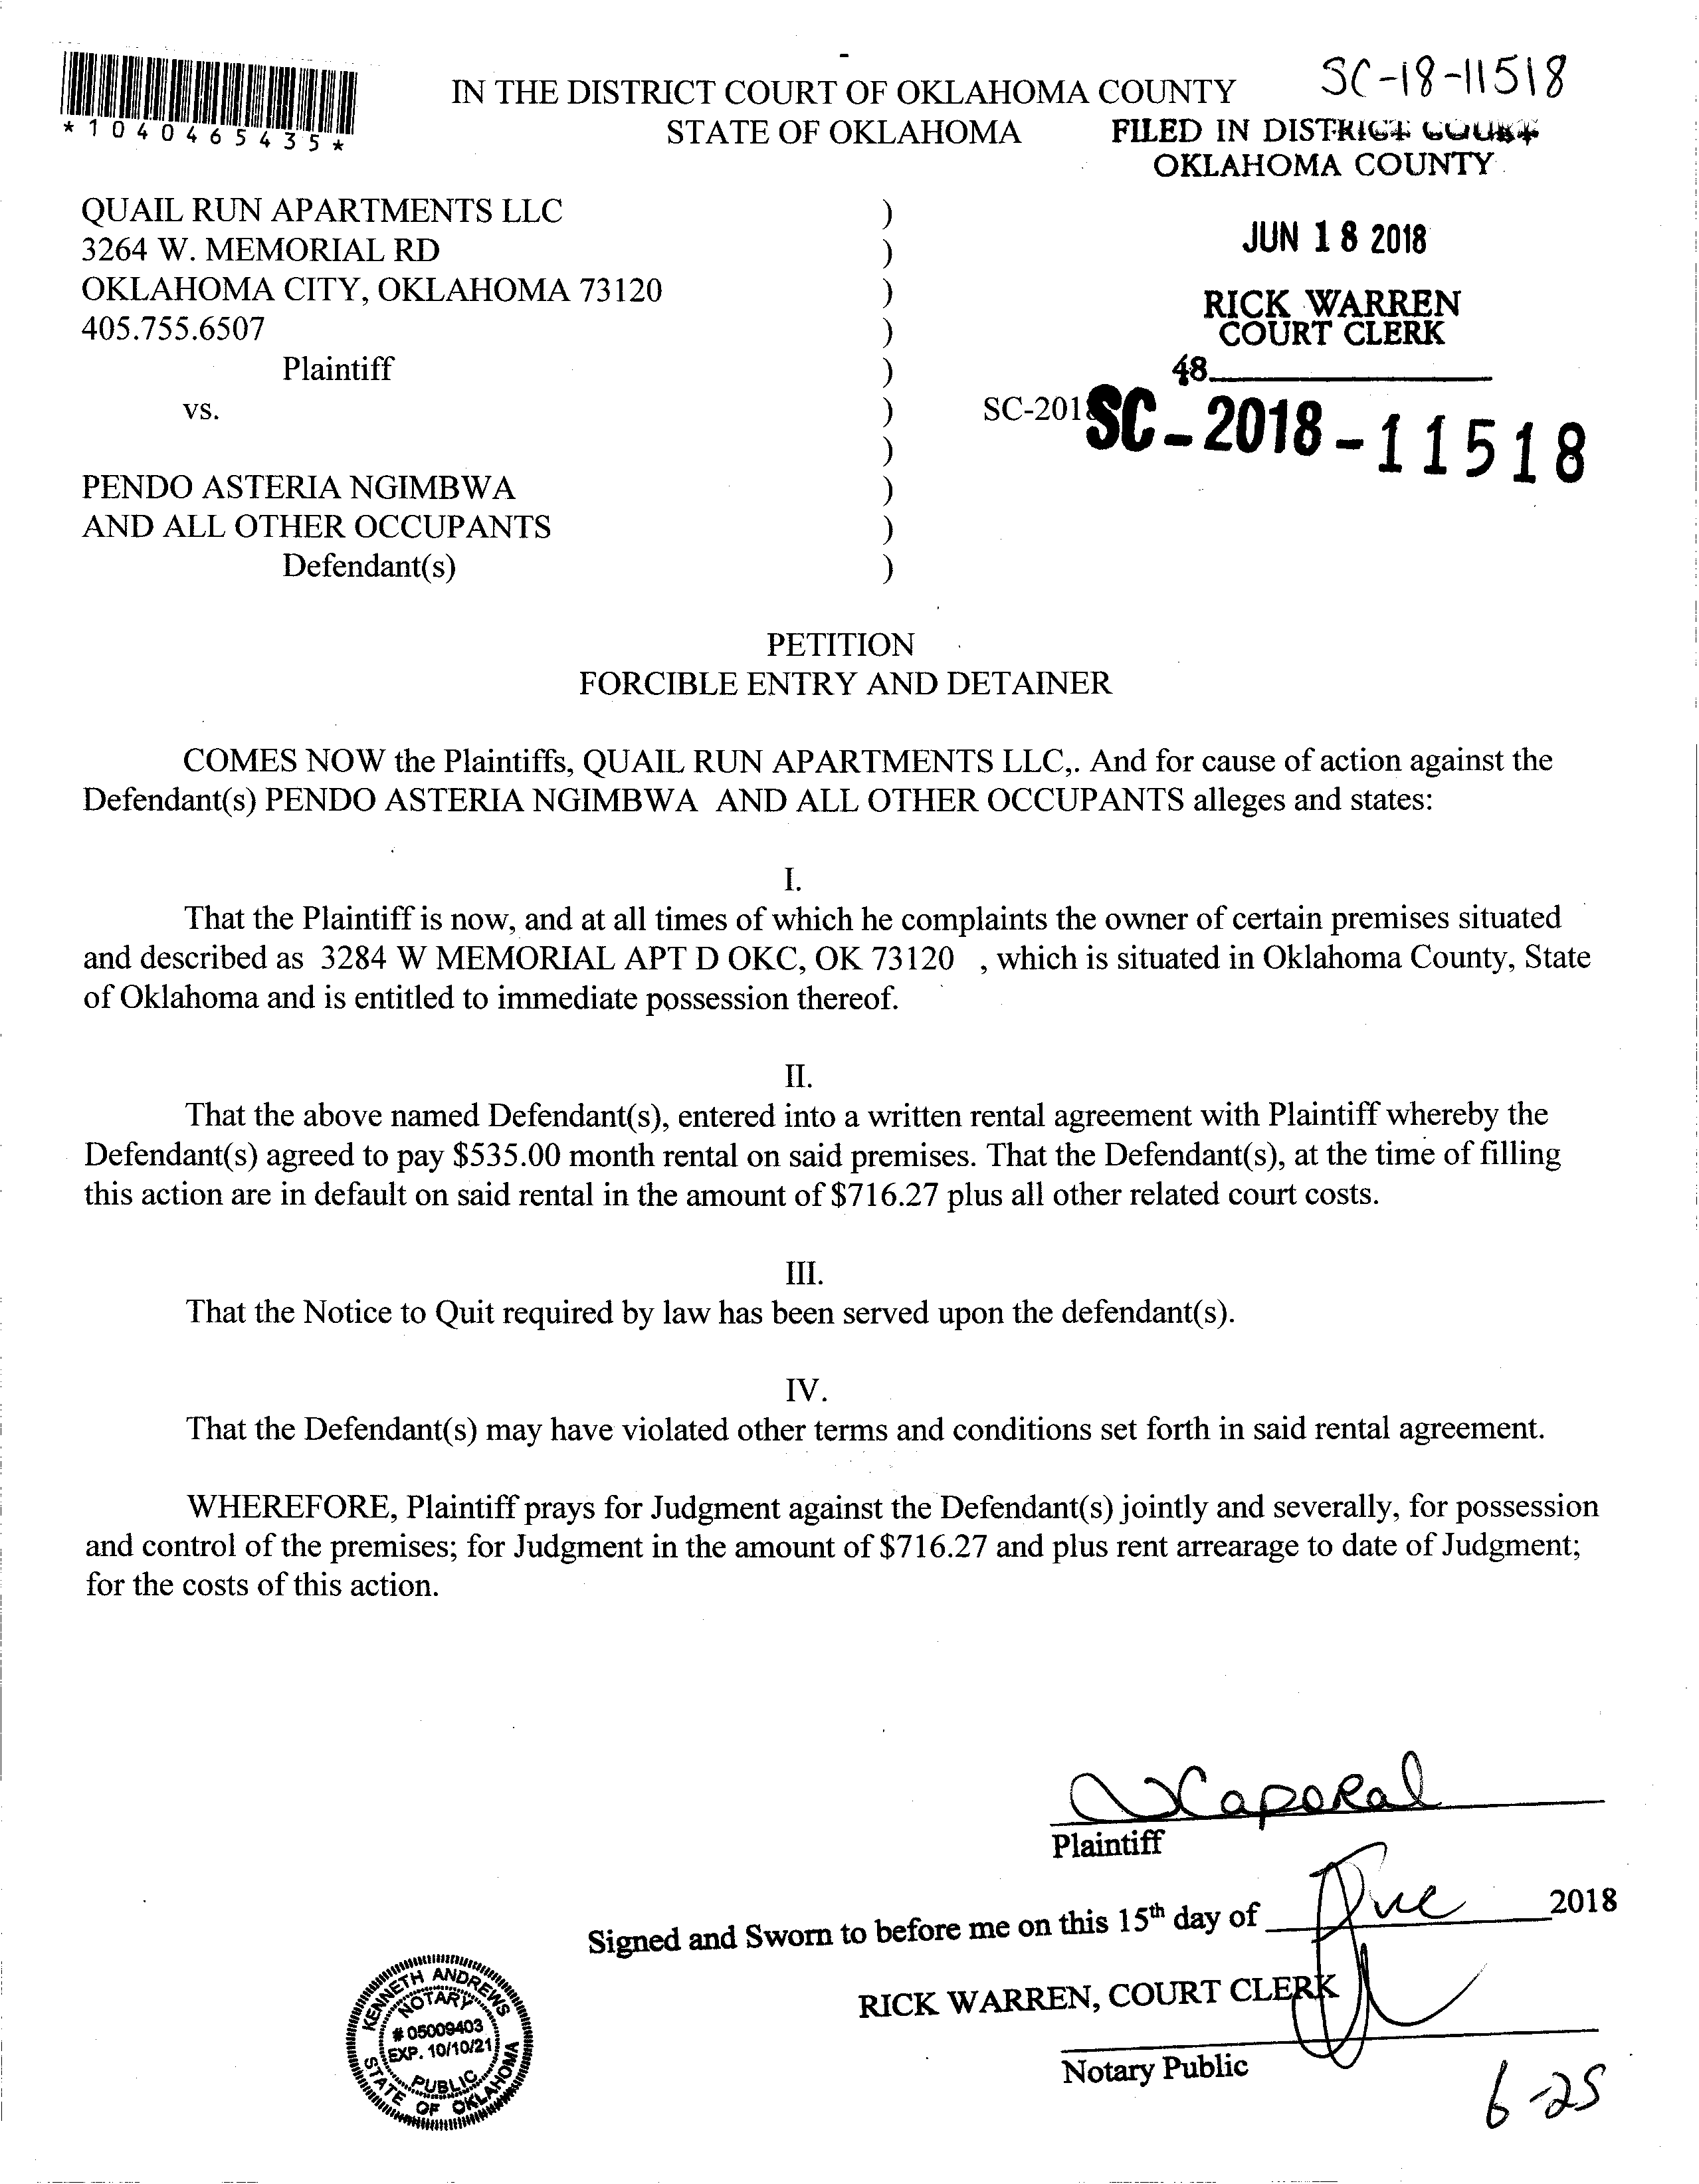 SC-18-11518
IN THE DISTRICT COURT OF OKLAHOMA COUNTY
*1040465435*
STATE OF OKLAHOMA
FILED IN DISTRICT COURT
OKLAHOMA COUNTY
QUAIL RUN APARTMENTS LLC )
3264 W. MEMORIAL RD )
JUN 18 2018
OKLAHOMA CITY, OKLAHOMA 73120 )
RICK WARREN
405.755.6507 )
COURT CLERK
Plaintiff )
48
vs. ) SC-2018
SC-2018-11518
)
PENDO ASTERIA NGIMBWA )
AND ALL OTHER OCCUPANTS )
Defendant(s) )
PETITION
FORCIBLE ENTRY AND DETAINER
COMES NOW the Plaintiffs, QUAIL RUN APARTMENTS LLC,. And for cause of action against the
Defendant(s) PENDO ASTERIA NGIMBWA AND ALL OTHER OCCUPANTS alleges and states:
I.
That the Plaintiff is now, and at all times of which he complaints the owner of certain premises situated
and described as 3284 W MEMORIAL APT D OKC, OK 73120 , which is situated in Oklahoma County, State
of Oklahoma and is entitled to immediate possession thereof.
II.
That the above named Defendant(s), entered into a written rental agreement with Plaintiff whereby the
Defendant(s) agreed to pay $535.00 month rental on said premises. That the Defendant(s), at the time of filling
this action are in default on said rental in the amount of $716.27 plus all other related court costs.
III.
That the Notice to Quit required by law has been served upon the defendant(s).
IV.
That the Defendant(s) may have violated other terms and conditions set forth in said rental agreement.
WHEREFORE, Plaintiff prays for Judgment against the Defendant(s) jointly and severally, for possession
and control of the premises; for Judgment in the amount of $716.27 and plus rent arrearage to date of Judgment;
for the costs of this action.
Caporal
Plaintiff
Signed and Sworn to before me on this 15th day of June 2018
RICK WARREN, COURT CLERK
Notary Public
KENNETH ANDREWS
NOTARY
# 05009403
EXP. 10/10/21
PUBLIC
STATE OF OKLAHOMA
6-25